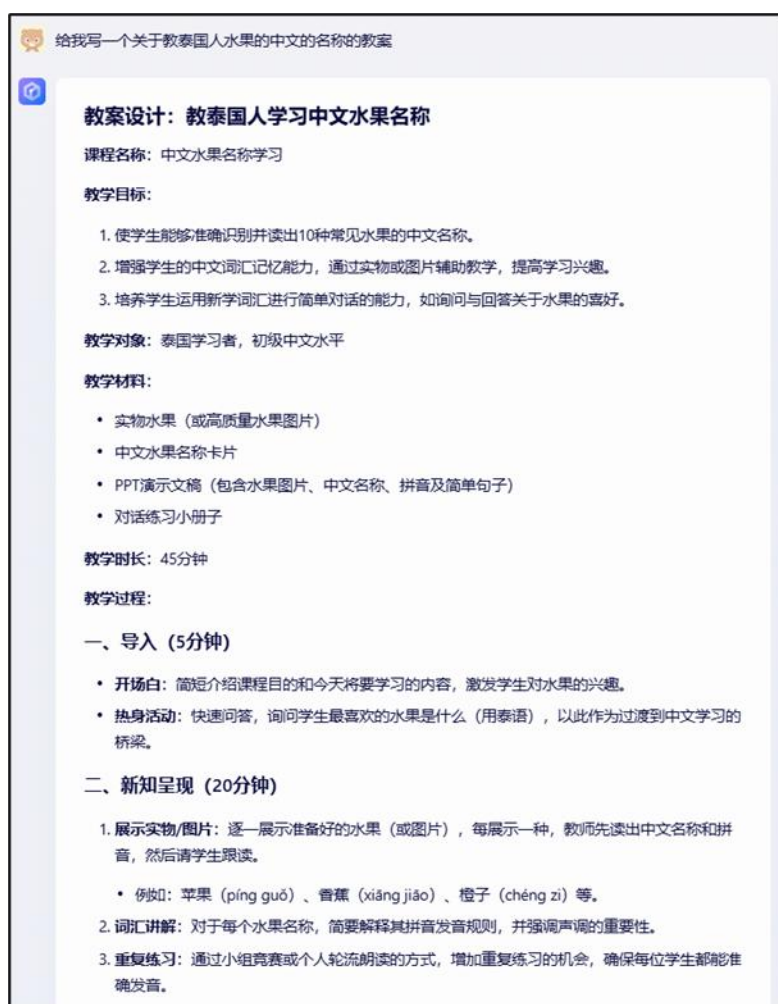 给我写一个关于教泰国人水果的中文的名称的教案
教案设计：教泰国人学习中文水果名称
课程名称：中文水果名称学习
教学目标：
1. 使学生能够准确识别并读出10种常见水果的中文名称。
2. 增强学生的中文词汇记忆能力，通过实物或图片辅助教学，提高学习兴趣。
3. 培养学生运用新学词汇进行简单对话的能力，如询问与回答关于水果的喜好。
教学对象：泰国学习者，初级中文水平
教学材料：
• 实物水果（或高质量水果图片）
• 中文水果名称卡片
• PPT演示文稿（包含水果图片、中文名称、拼音及简单句子）
• 对话练习小册子
教学时长：45分钟
教学过程：
一、导入（5分钟）
• 开场白：简短介绍课程目的和今天将要学习的内容，激发学生对水果的兴趣。
• 热身活动：快速问答，询问学生最喜欢的水果是什么（用泰语），以此作为过渡到中文学习的
桥梁。
二、新知呈现（20分钟）
1. 展示实物/图片：逐一展示准备好的水果（或图片），每展示一种，教师先读出中文名称和拼
音，然后请学生跟读。
• 例如：苹果（píng guǒ）、香蕉（xiāng jiāo）、橙子（chéng zi）等。
2. 词汇讲解：对于每个水果名称，简要解释其拼音发音规则，并强调声调的重要性。
3. 重复练习：通过小组竞赛或个人轮流朗读的方式，增加重复练习的机会，确保每位学生都能准
确发音。